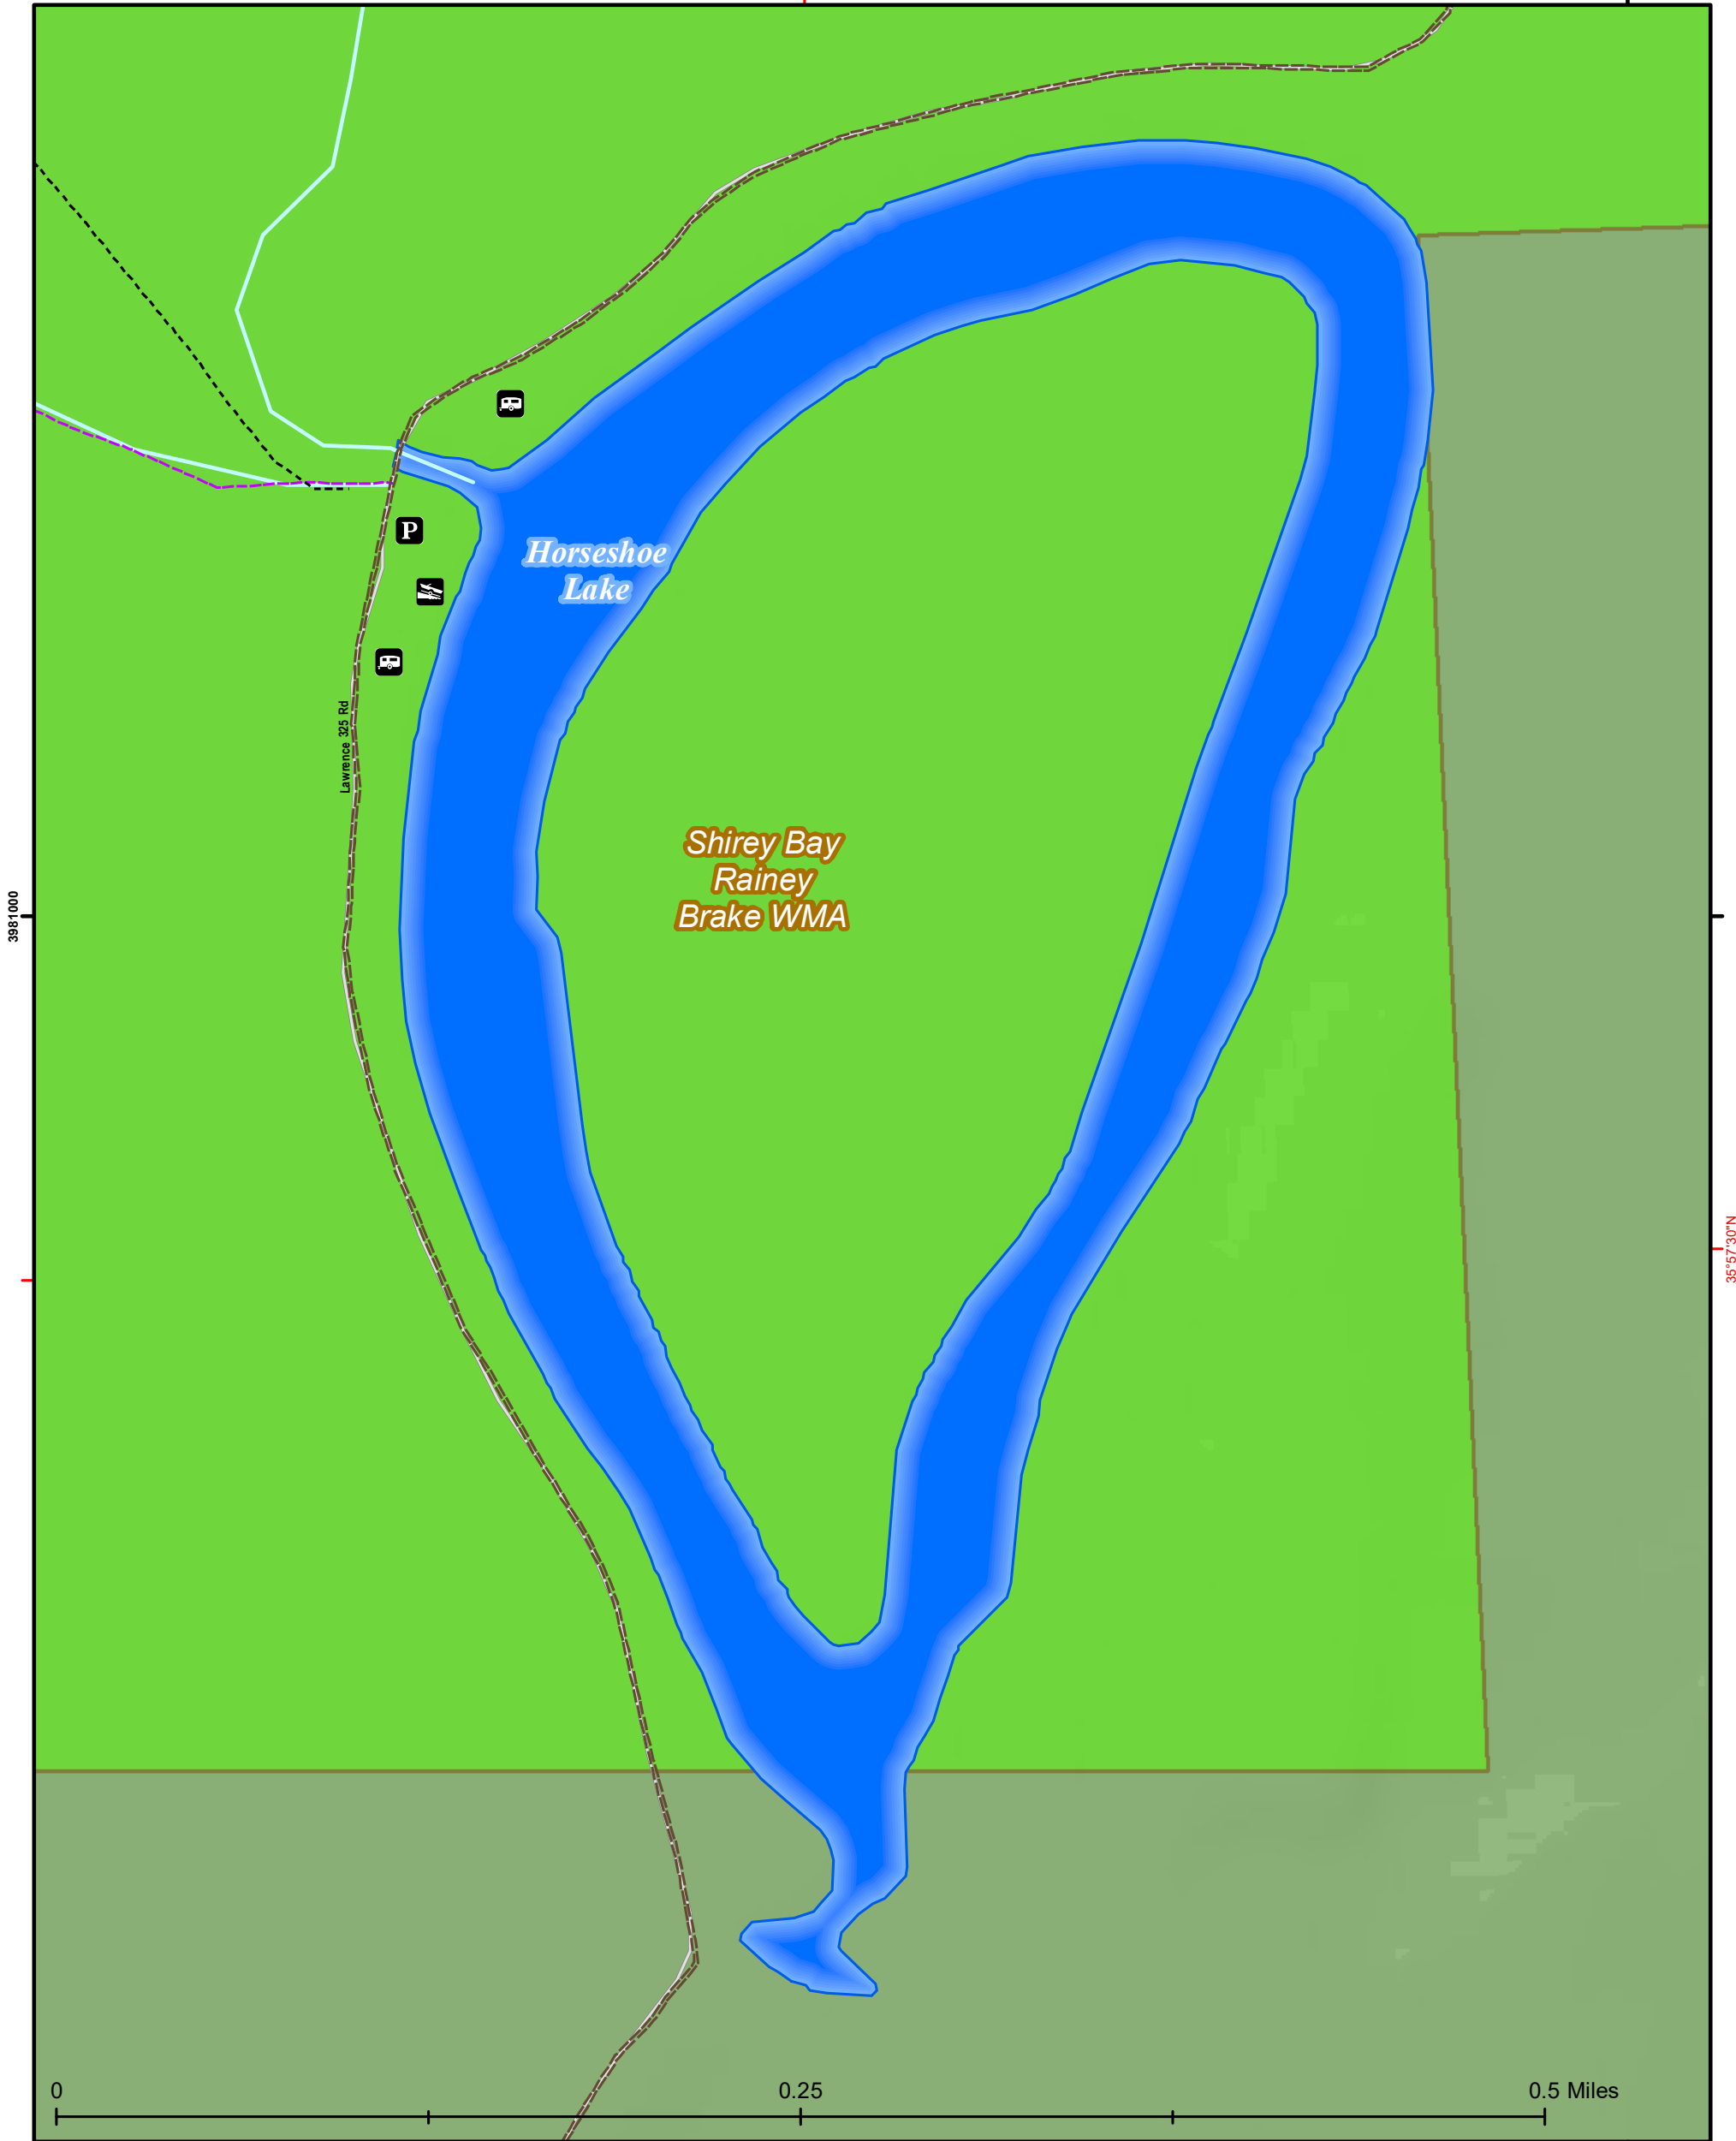 P
Horseshoe
Lake
Lawrence 325 Rd
Shirey Bay
Rainey
Brake WMA
3981000
35°57'30"N
0 0.25 0.5 Miles